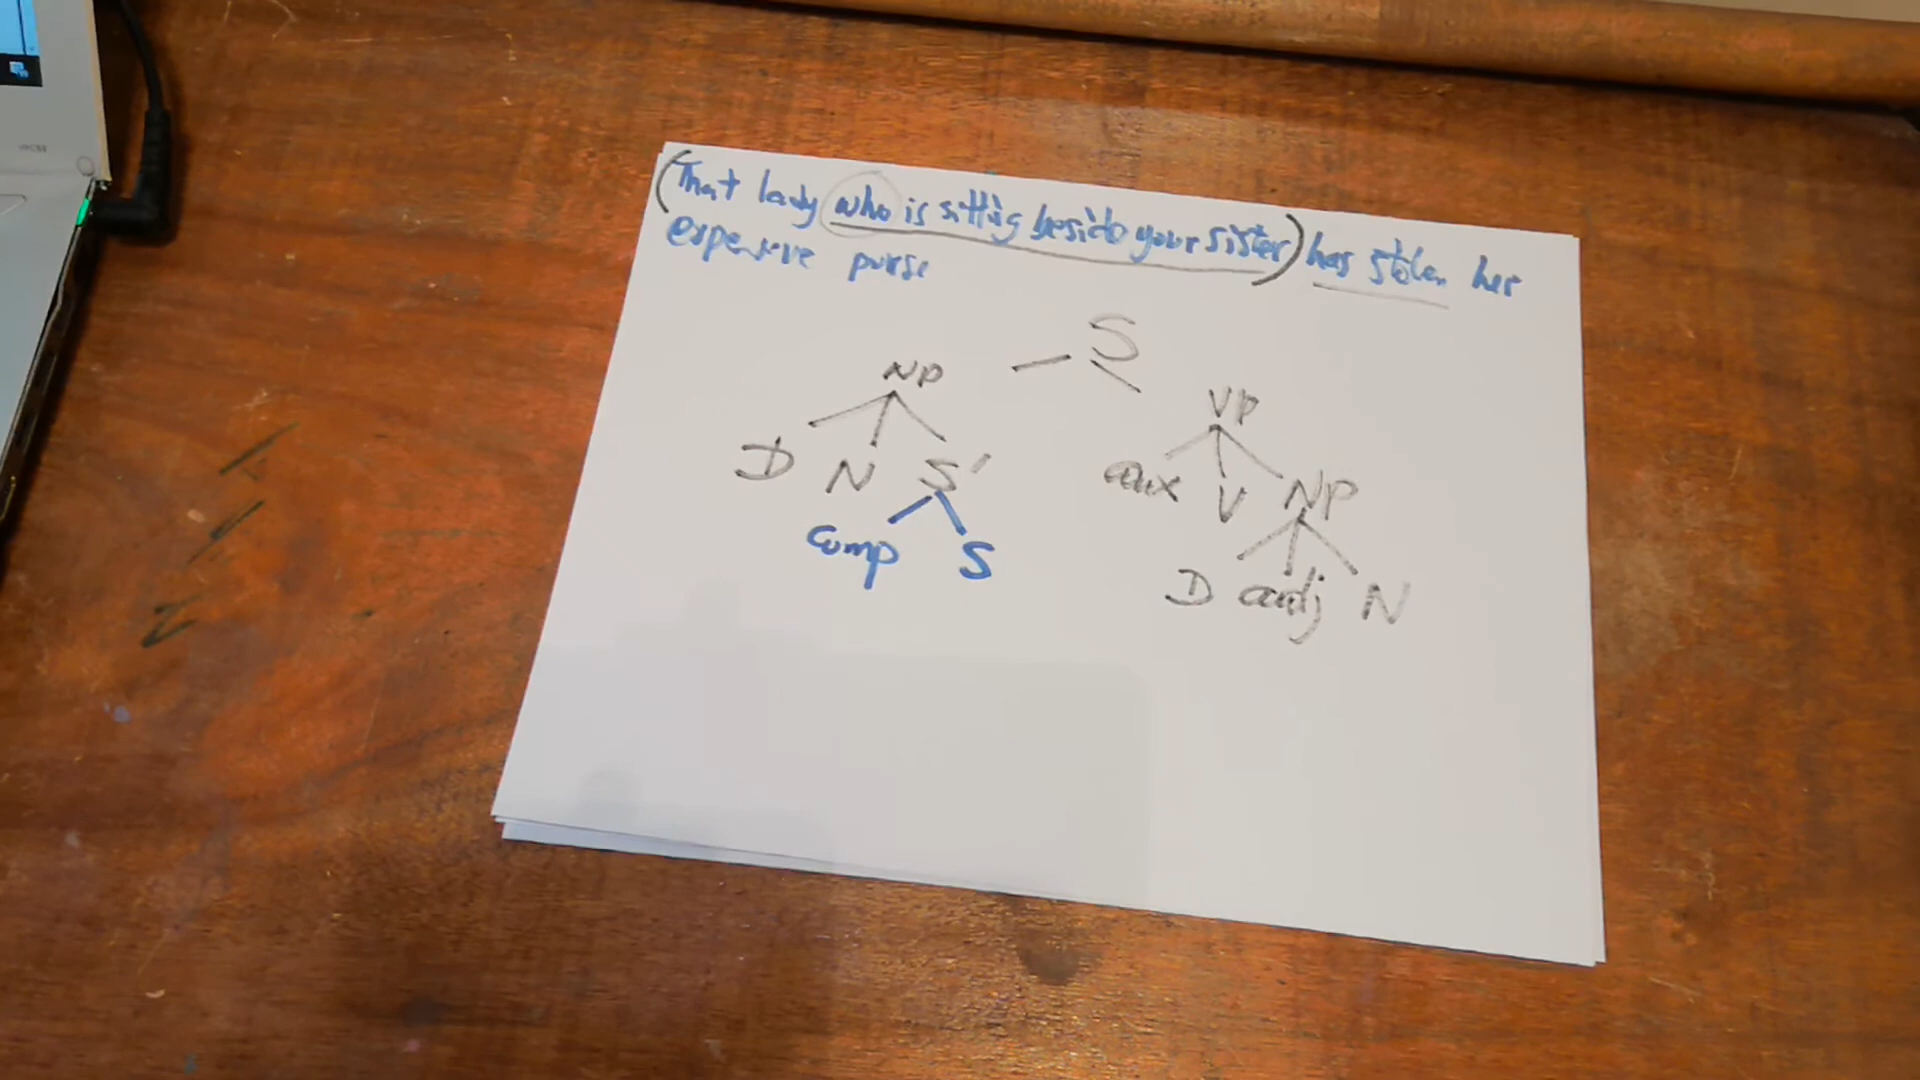 (That lady who is sitting beside your sister) has stolen her
expensive purse
S
NP VP
D N S' aux V NP
Comp S D adj N